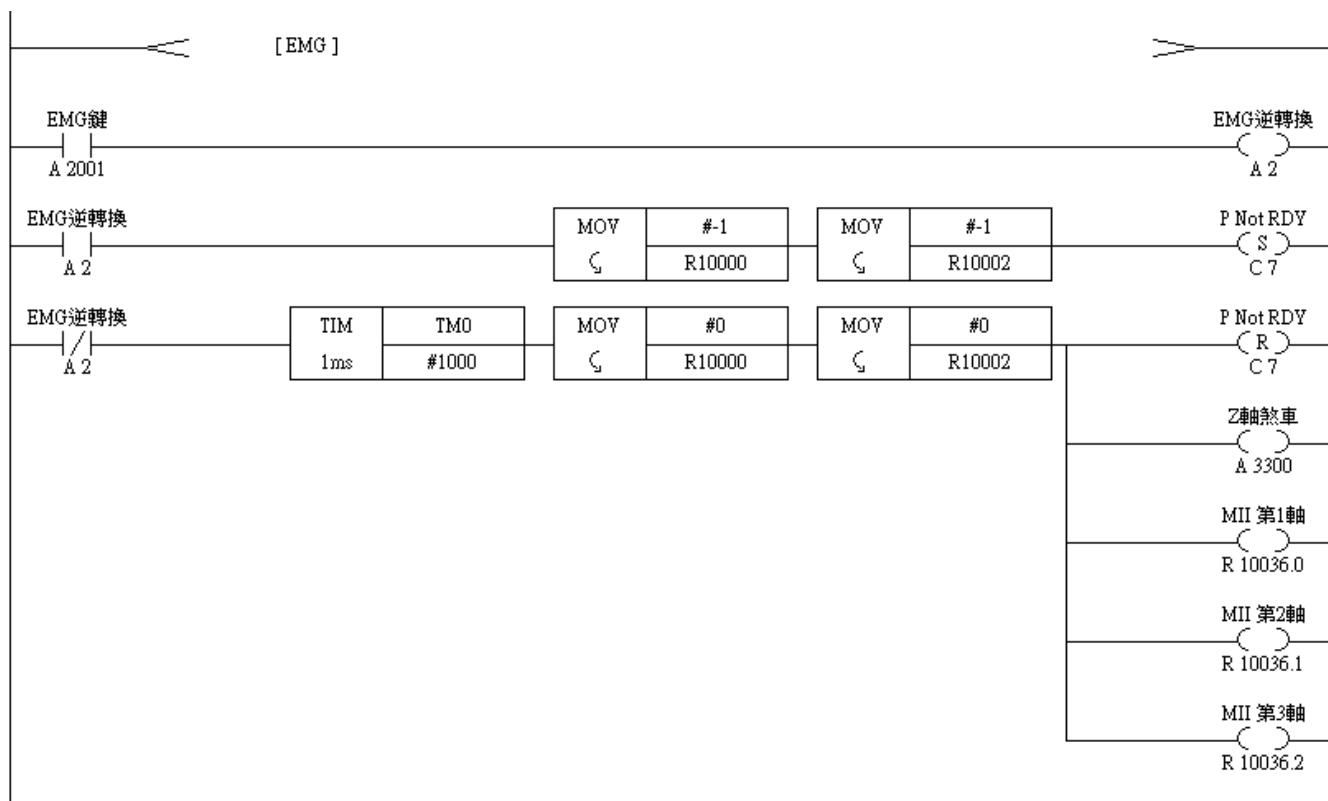 [ EMG ]
EMG鍵
A 2001
EMG逆轉換
A 2
EMG逆轉換
A 2
MOV
#-1
R10000
MOV
#-1
R10002
P Not RDY
S
C 7
EMG逆轉換
A 2
TIM
TM0
1ms
#1000
MOV
#0
R10000
MOV
#0
R10002
P Not RDY
R
C 7
Z軸煞車
A 3300
MII 第1軸
R 10036.0
MII 第2軸
R 10036.1
MII 第3軸
R 10036.2